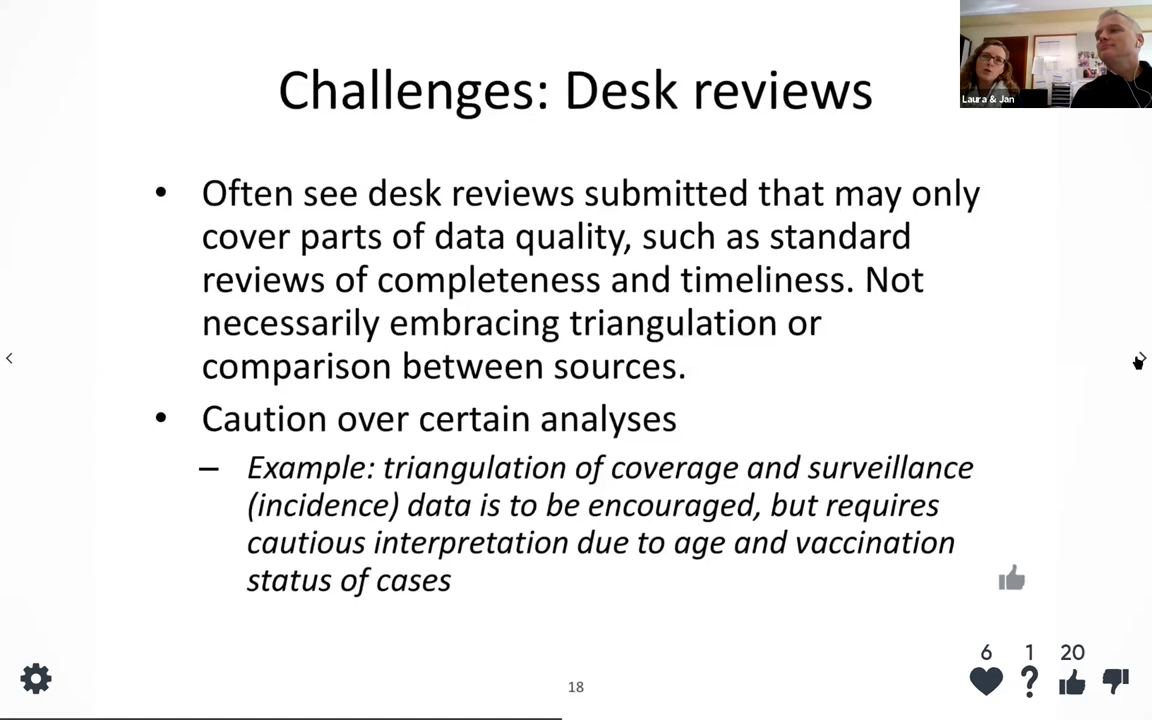 Challenges: Desk reviews
Laura & Jan
• Often see desk reviews submitted that may only
cover parts of data quality, such as standard
reviews of completeness and timeliness. Not
necessarily embracing triangulation or
comparison between sources.
• Caution over certain analyses
– Example: triangulation of coverage and surveillance
(incidence) data is to be encouraged, but requires
cautious interpretation due to age and vaccination
status of cases
6 1 20
18